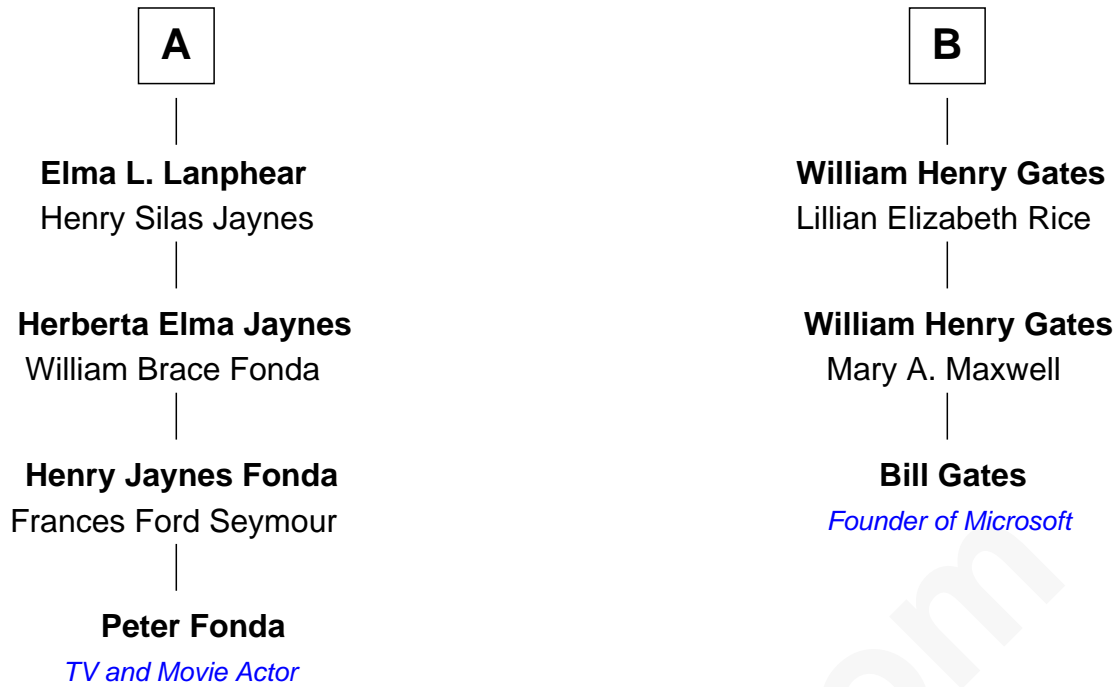 A
Elma L. Lanphear
Henry Silas Jaynes
Herberta Elma Jaynes
William Brace Fonda
Henry Jaynes Fonda
Frances Ford Seymour
Peter Fonda
TV and Movie Actor
B
William Henry Gates
Lillian Elizabeth Rice
William Henry Gates
Mary A. Maxwell
Bill Gates
Founder of Microsoft
om